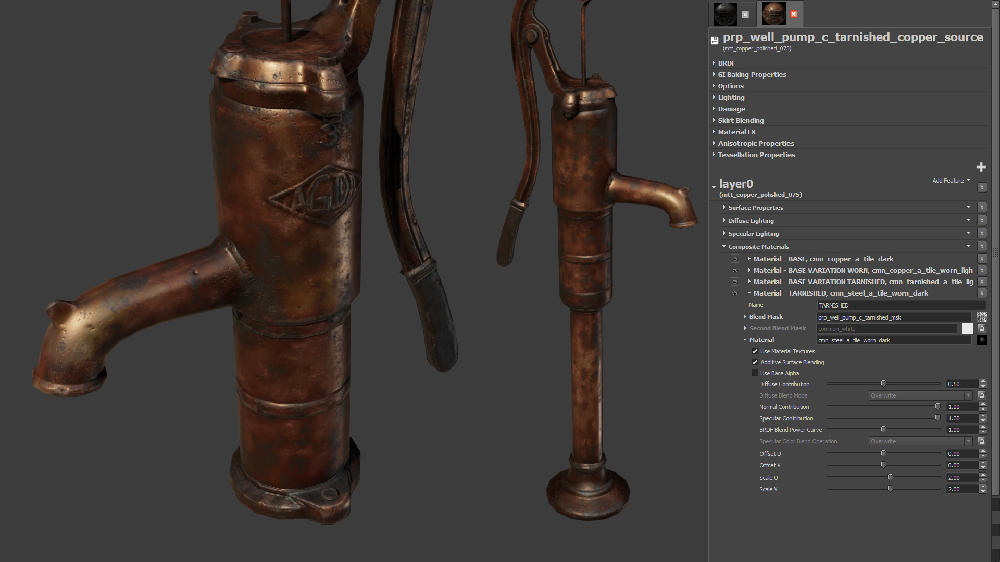 3
AGDA
prp_well_pump_c_tarnished_copper_source
(mtt_copper_polished_075)
BRDF
GI Baking Properties
Options
Lighting
Damage
Skirt Blending
Material FX
Anisotropic Properties
Tessellation Properties
Add Feature
layer0
X
(mtt_copper_polished_075)
Surface Properties X
Diffuse Lighting X
Specular Lighting X
Composite Materials X
Material - BASE, cmn_copper_a_tile_dark X
Material - BASE VARIATION WORN, cmn_copper_a_tile_worn_ligh X
Material - BASE VARIATION TARNISHED, cmn_tarnished_a_tile_lig X
Material - TARNISHED, cmn_steel_a_tile_worn_dark X
Name TARNISHED
Blend Mask prp_well_pump_c_tarnished_msk
Second Blend Mask common_white
Material cmn_steel_a_tile_worn_dark
Use Material Textures
Additive Surface Blending
Use Base Alpha
Diffuse Contribution 0.50
Diffuse Blend Mode Overwrite
Normal Contribution 1.00
Specular Contribution 1.00
BRDF Blend Power Curve 1.00
Specular Color Blend Operation Overwrite
Offset U 0.00
Offset V 0.00
Scale U 2.00
Scale V 2.00